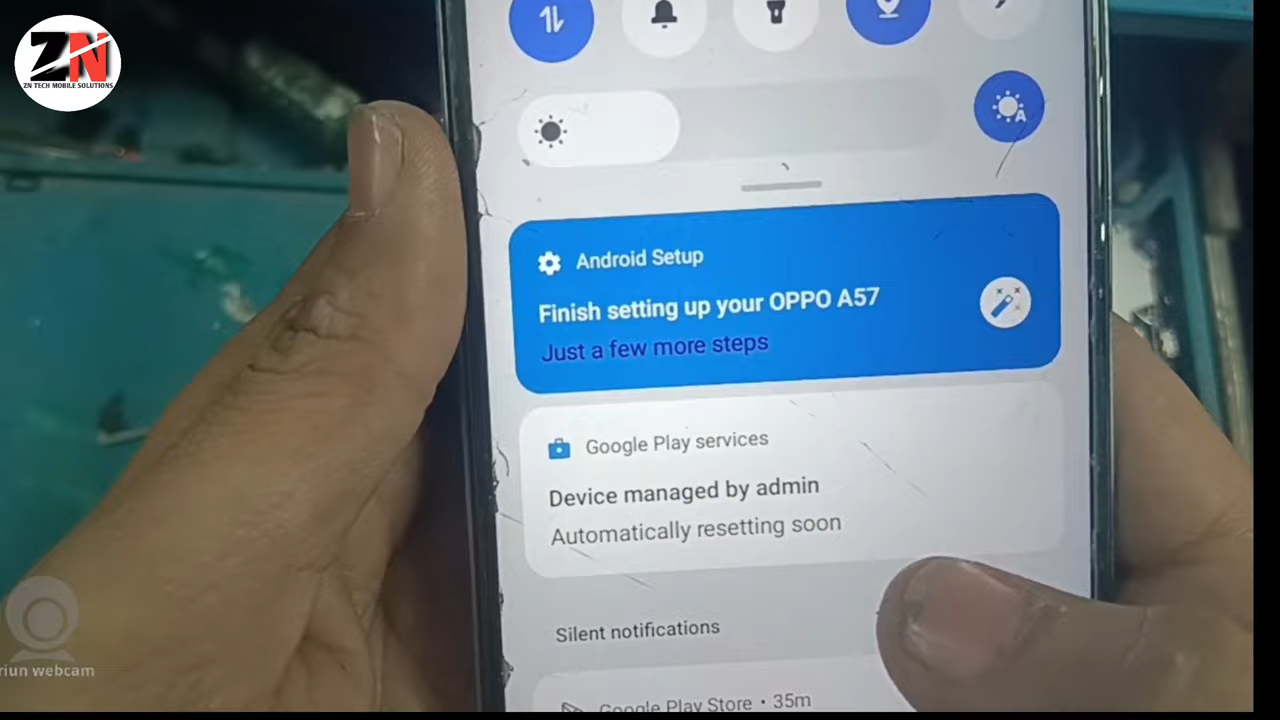 ZN
ZN TECH MOBILE SOLUTIONS
A
Android Setup
Finish setting up your OPPO A57
Just a few more steps
Google Play services
Device managed by admin
Automatically resetting soon
Silent notifications
Google Play Store • 35m
riun webcam